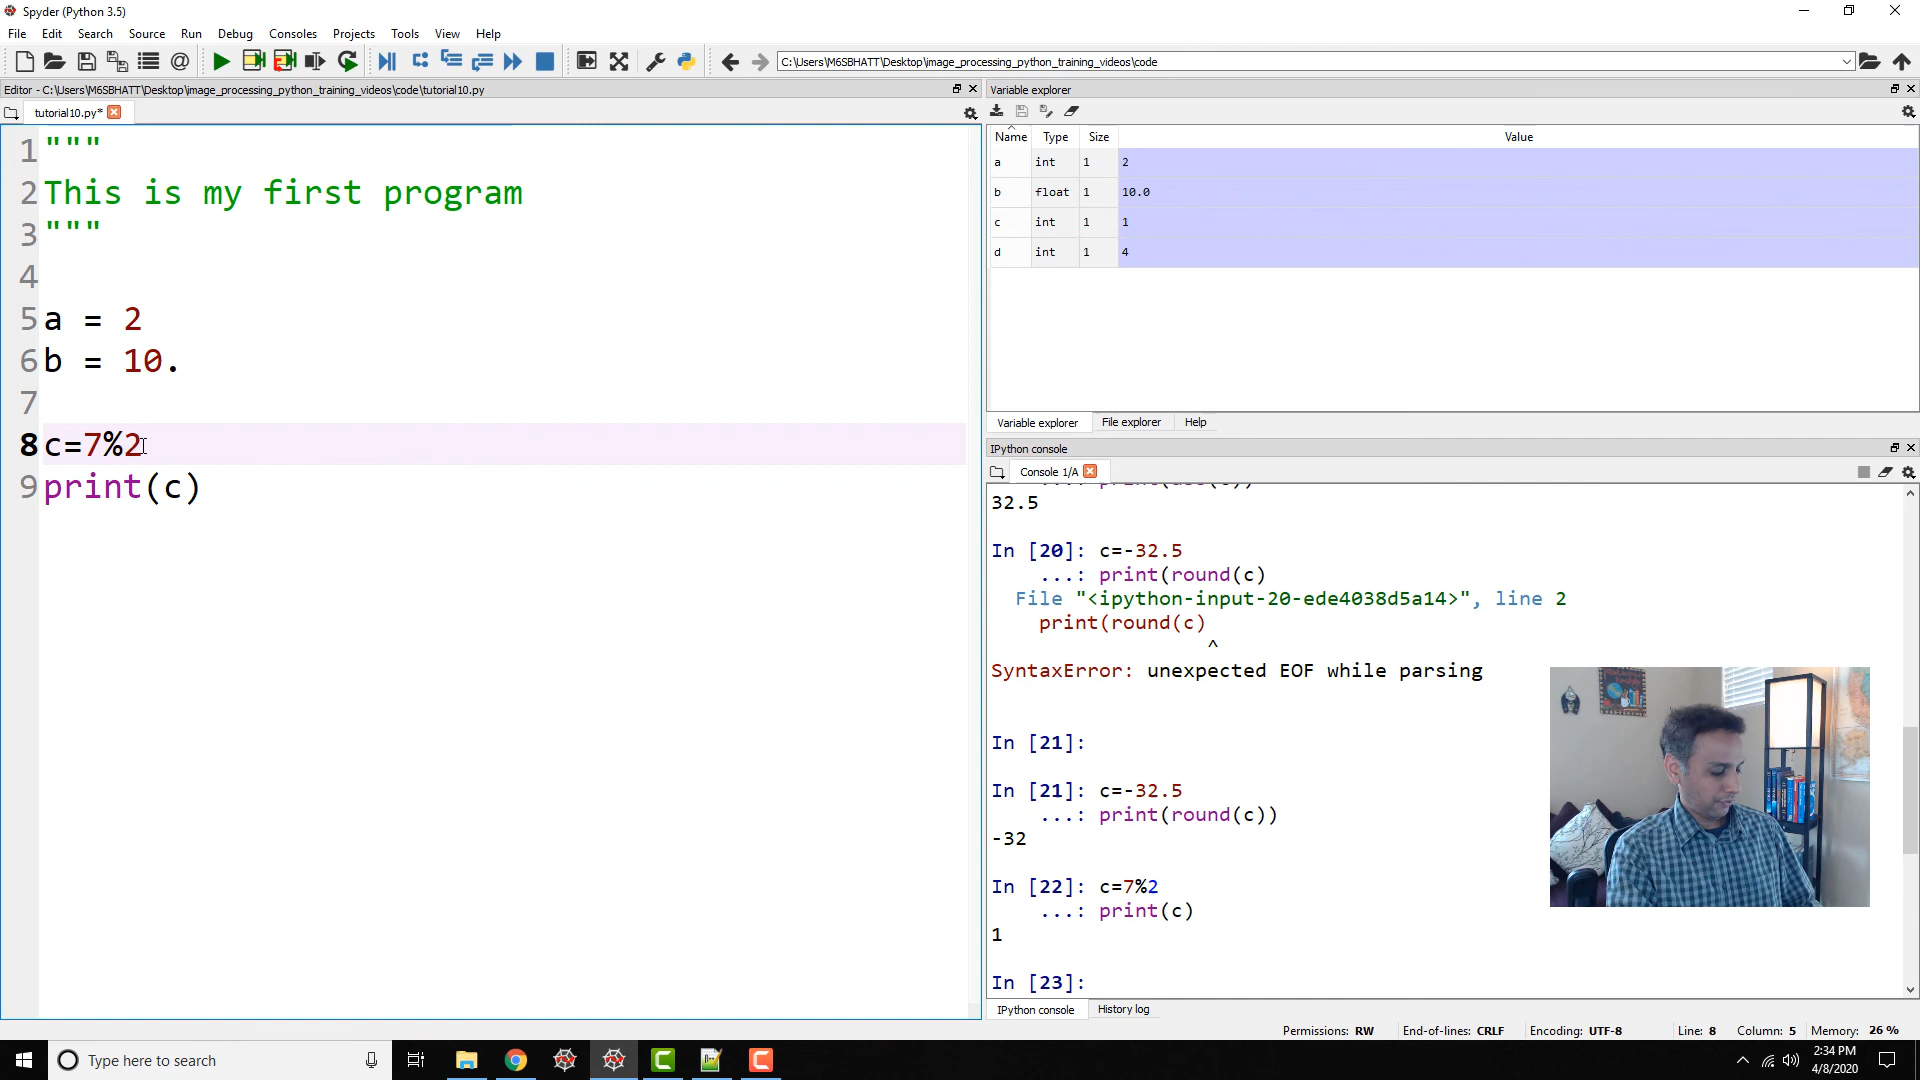 Spyder (Python 3.5)
File Edit Search Source Run Debug Consoles Projects Tools View Help
C:\Users\M6SBHATT\Desktop\image_processing_python_training_videos\code
Editor - C:\Users\M6SBHATT\Desktop\image_processing_python_training_videos\code\tutorial10.py
tutorial10.py*
1 """
2 This is my first program
3 """
4
5 a = 2
6 b = 10.
7
8 c=7%2
9 print(c)
Variable explorer
Name Type Size Value
a int 1 2
b float 1 10.0
c int 1 1
d int 1 4
Variable explorer File explorer Help
IPython console
Console 1/A
32.5
In [20]: c=-32.5
...: print(round(c)
File "<ipython-input-20-ede4038d5a14>", line 2
print(round(c)
^
SyntaxError: unexpected EOF while parsing
In [21]:
In [21]: c=-32.5
...: print(round(c))
-32
In [22]: c=7%2
...: print(c)
1
In [23]:
IPython console History log
Permissions: RW End-of-lines: CRLF Encoding: UTF-8 Line: 8 Column: 5 Memory: 26 %
Type here to search
2:34 PM
4/8/2020